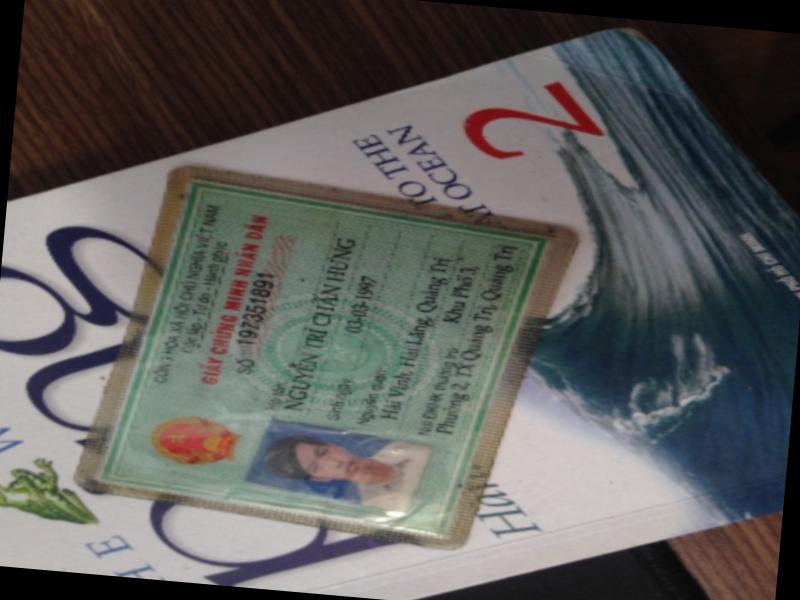 CỘNG HÒA XÃ HỘI CHỦ NGHĨA VIỆT NAM
Độc lập - Tự do - Hạnh phúc
GIẤY CHỨNG MINH NHÂN DÂN
SỐ 197351891
Họ tên
NGUYỄN TRÍ CHẤN HƯNG
Sinh ngày 03-03-1997
Nguyên quán
Hải Vĩnh, Hải Lăng, Quảng Trị
Nơi ĐKHK thường trú Khu Phố 3,
Phường 2, TX Quảng Trị, Quảng Trị
2
TO THE
OCEAN
HE